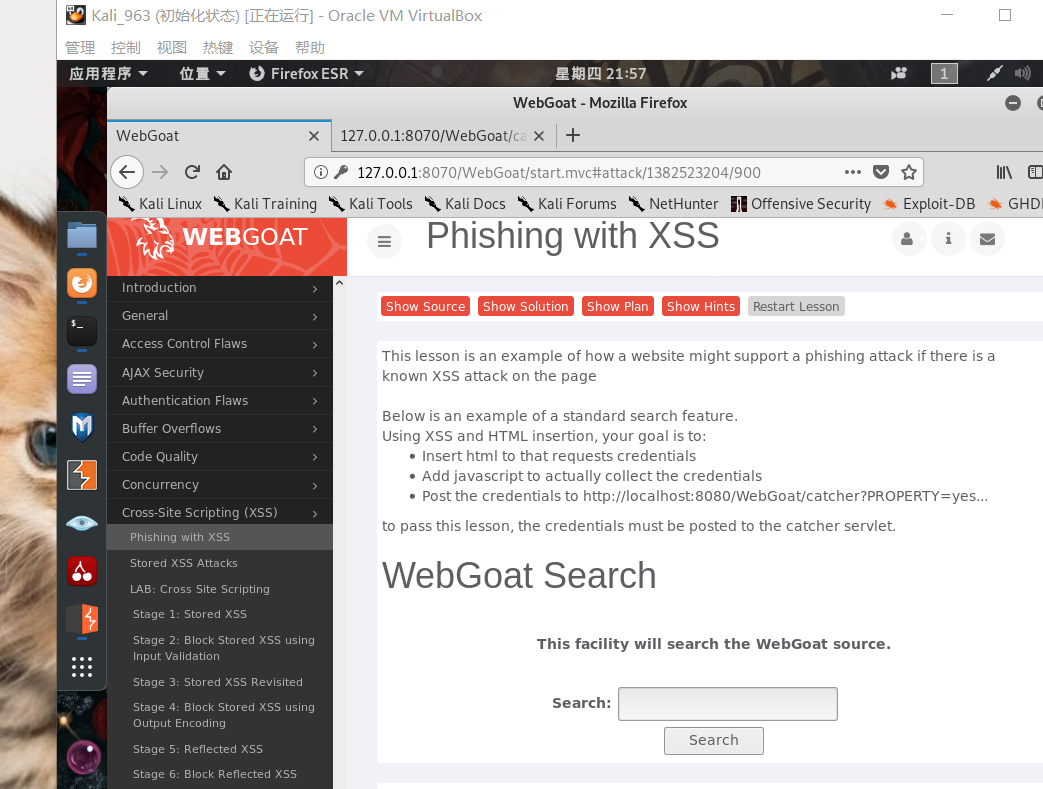 Kali_963 (初始化状态) [正在运行] - Oracle VM VirtualBox
管理 控制 视图 热键 设备 帮助
应用程序 位置 Firefox ESR 星期四 21:57 1
WebGoat - Mozilla Firefox
WebGoat 127.0.0.1:8070/WebGoat/ca
127.0.0.1:8070/WebGoat/start.mvc#attack/1382523204/900
Kali Linux Kali Training Kali Tools Kali Docs Kali Forums NetHunter Offensive Security Exploit-DB GHD
WEBGOAT
Phishing with XSS
Introduction
General
Access Control Flaws
AJAX Security
Authentication Flaws
Buffer Overflows
Code Quality
Concurrency
Cross-Site Scripting (XSS)
Phishing with XSS
Stored XSS Attacks
LAB: Cross Site Scripting
Stage 1: Stored XSS
Stage 2: Block Stored XSS using
Input Validation
Stage 3: Stored XSS Revisited
Stage 4: Block Stored XSS using
Output Encoding
Stage 5: Reflected XSS
Stage 6: Block Reflected XSS
Show Source Show Solution Show Plan Show Hints Restart Lesson
This lesson is an example of how a website might support a phishing attack if there is a
known XSS attack on the page
Below is an example of a standard search feature.
Using XSS and HTML insertion, your goal is to:
• Insert html to that requests credentials
• Add javascript to actually collect the credentials
• Post the credentials to http://localhost:8080/WebGoat/catcher?PROPERTY=yes...
to pass this lesson, the credentials must be posted to the catcher servlet.
WebGoat Search
This facility will search the WebGoat source.
Search:
Search